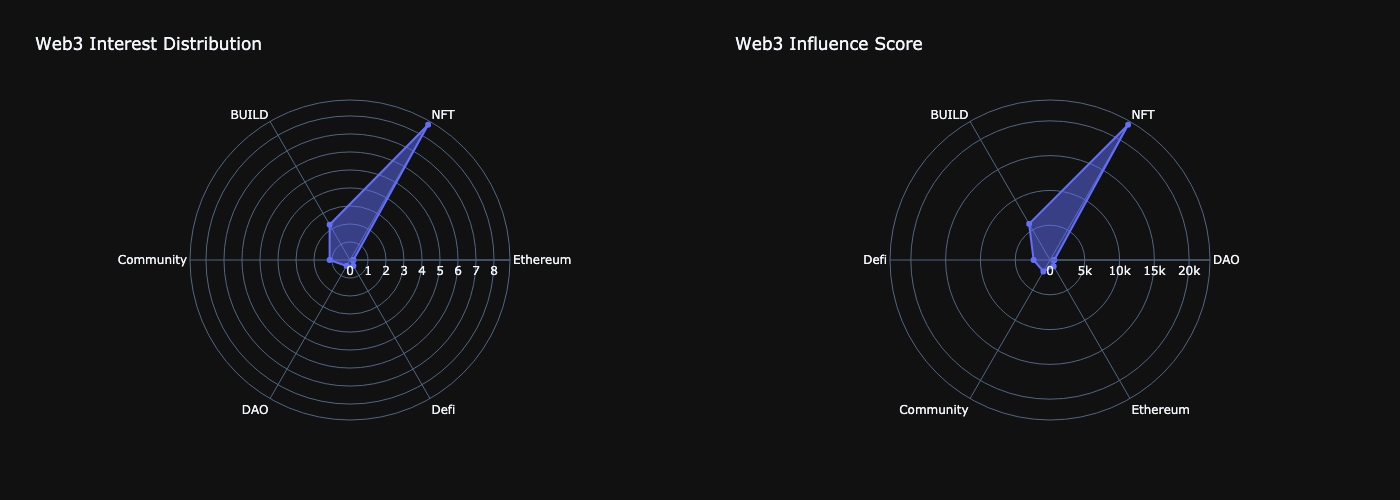 Web3 Interest Distribution
BUILD
NFT
Community
Ethereum
0 1 2 3 4 5 6 7 8
DAO
Defi
Web3 Influence Score
BUILD
NFT
Defi
DAO
0 5k 10k 15k 20k
Community
Ethereum